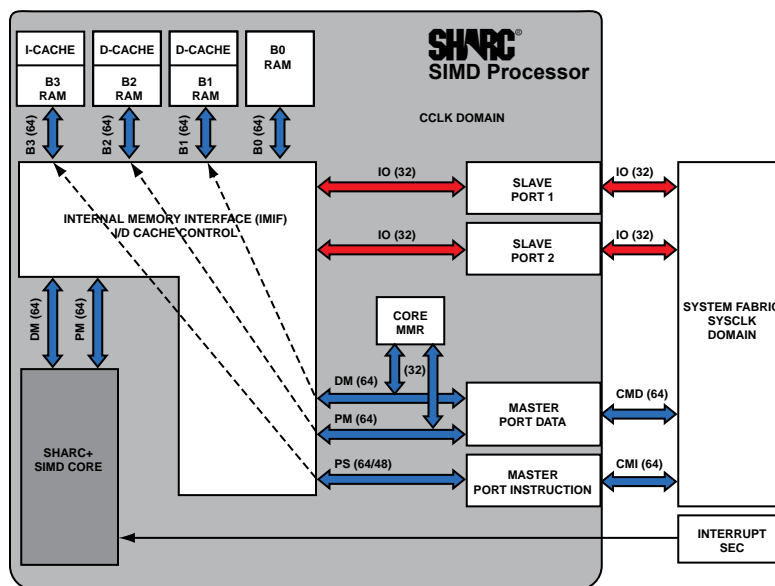 SHARC®
SIMD Processor
I-CACHE
B3
RAM
D-CACHE
B2
RAM
D-CACHE
B1
RAM
B0
RAM
B3 (64)
B2 (64)
B1 (64)
B0 (64)
CCLK DOMAIN
INTERNAL MEMORY INTERFACE (IMIF)
I/D CACHE CONTROL
IO (32)
SLAVE
PORT 1
IO (32)
IO (32)
SLAVE
PORT 2
IO (32)
SYSTEM FABRIC
SYSCLK
DOMAIN
DM (64)
PM (64)
CORE
MMR
(32)
DM (64)
PM (64)
MASTER
PORT DATA
CMD (64)
PS (64/48)
MASTER
PORT INSTRUCTION
CMI (64)
SHARC+
SIMD CORE
INTERRUPT
SEC